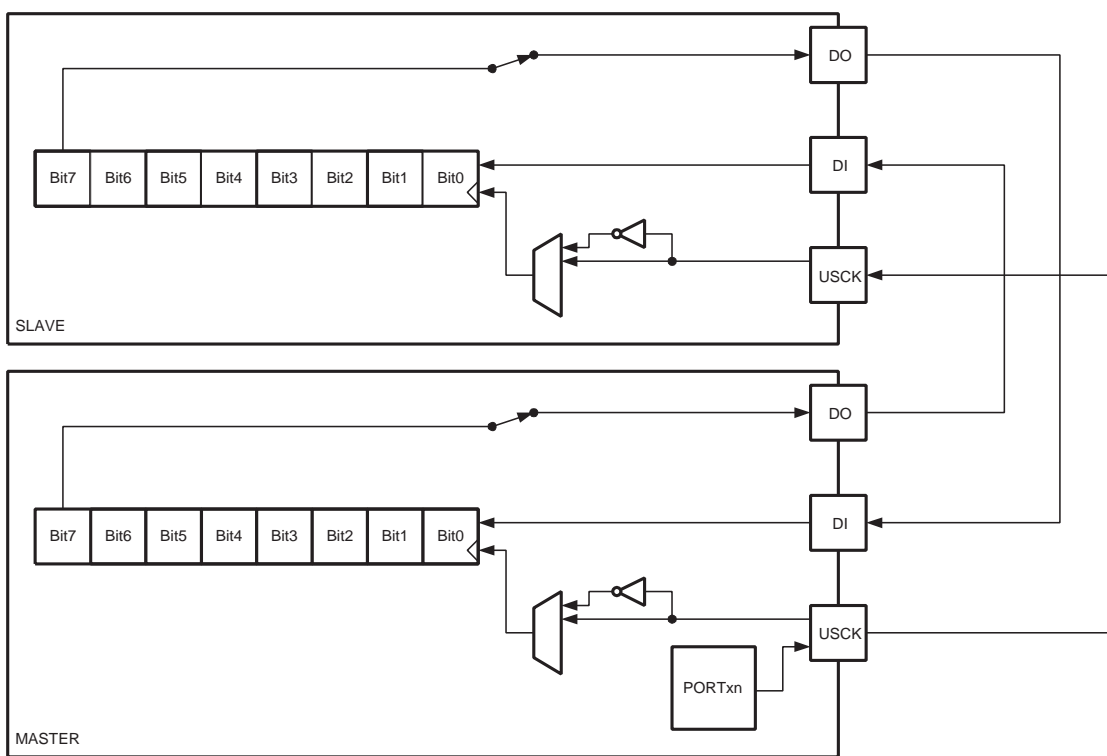 DO
Bit7 Bit6 Bit5 Bit4 Bit3 Bit2 Bit1 Bit0
DI
USCK
SLAVE
DO
Bit7 Bit6 Bit5 Bit4 Bit3 Bit2 Bit1 Bit0
DI
USCK
PORTxn
MASTER